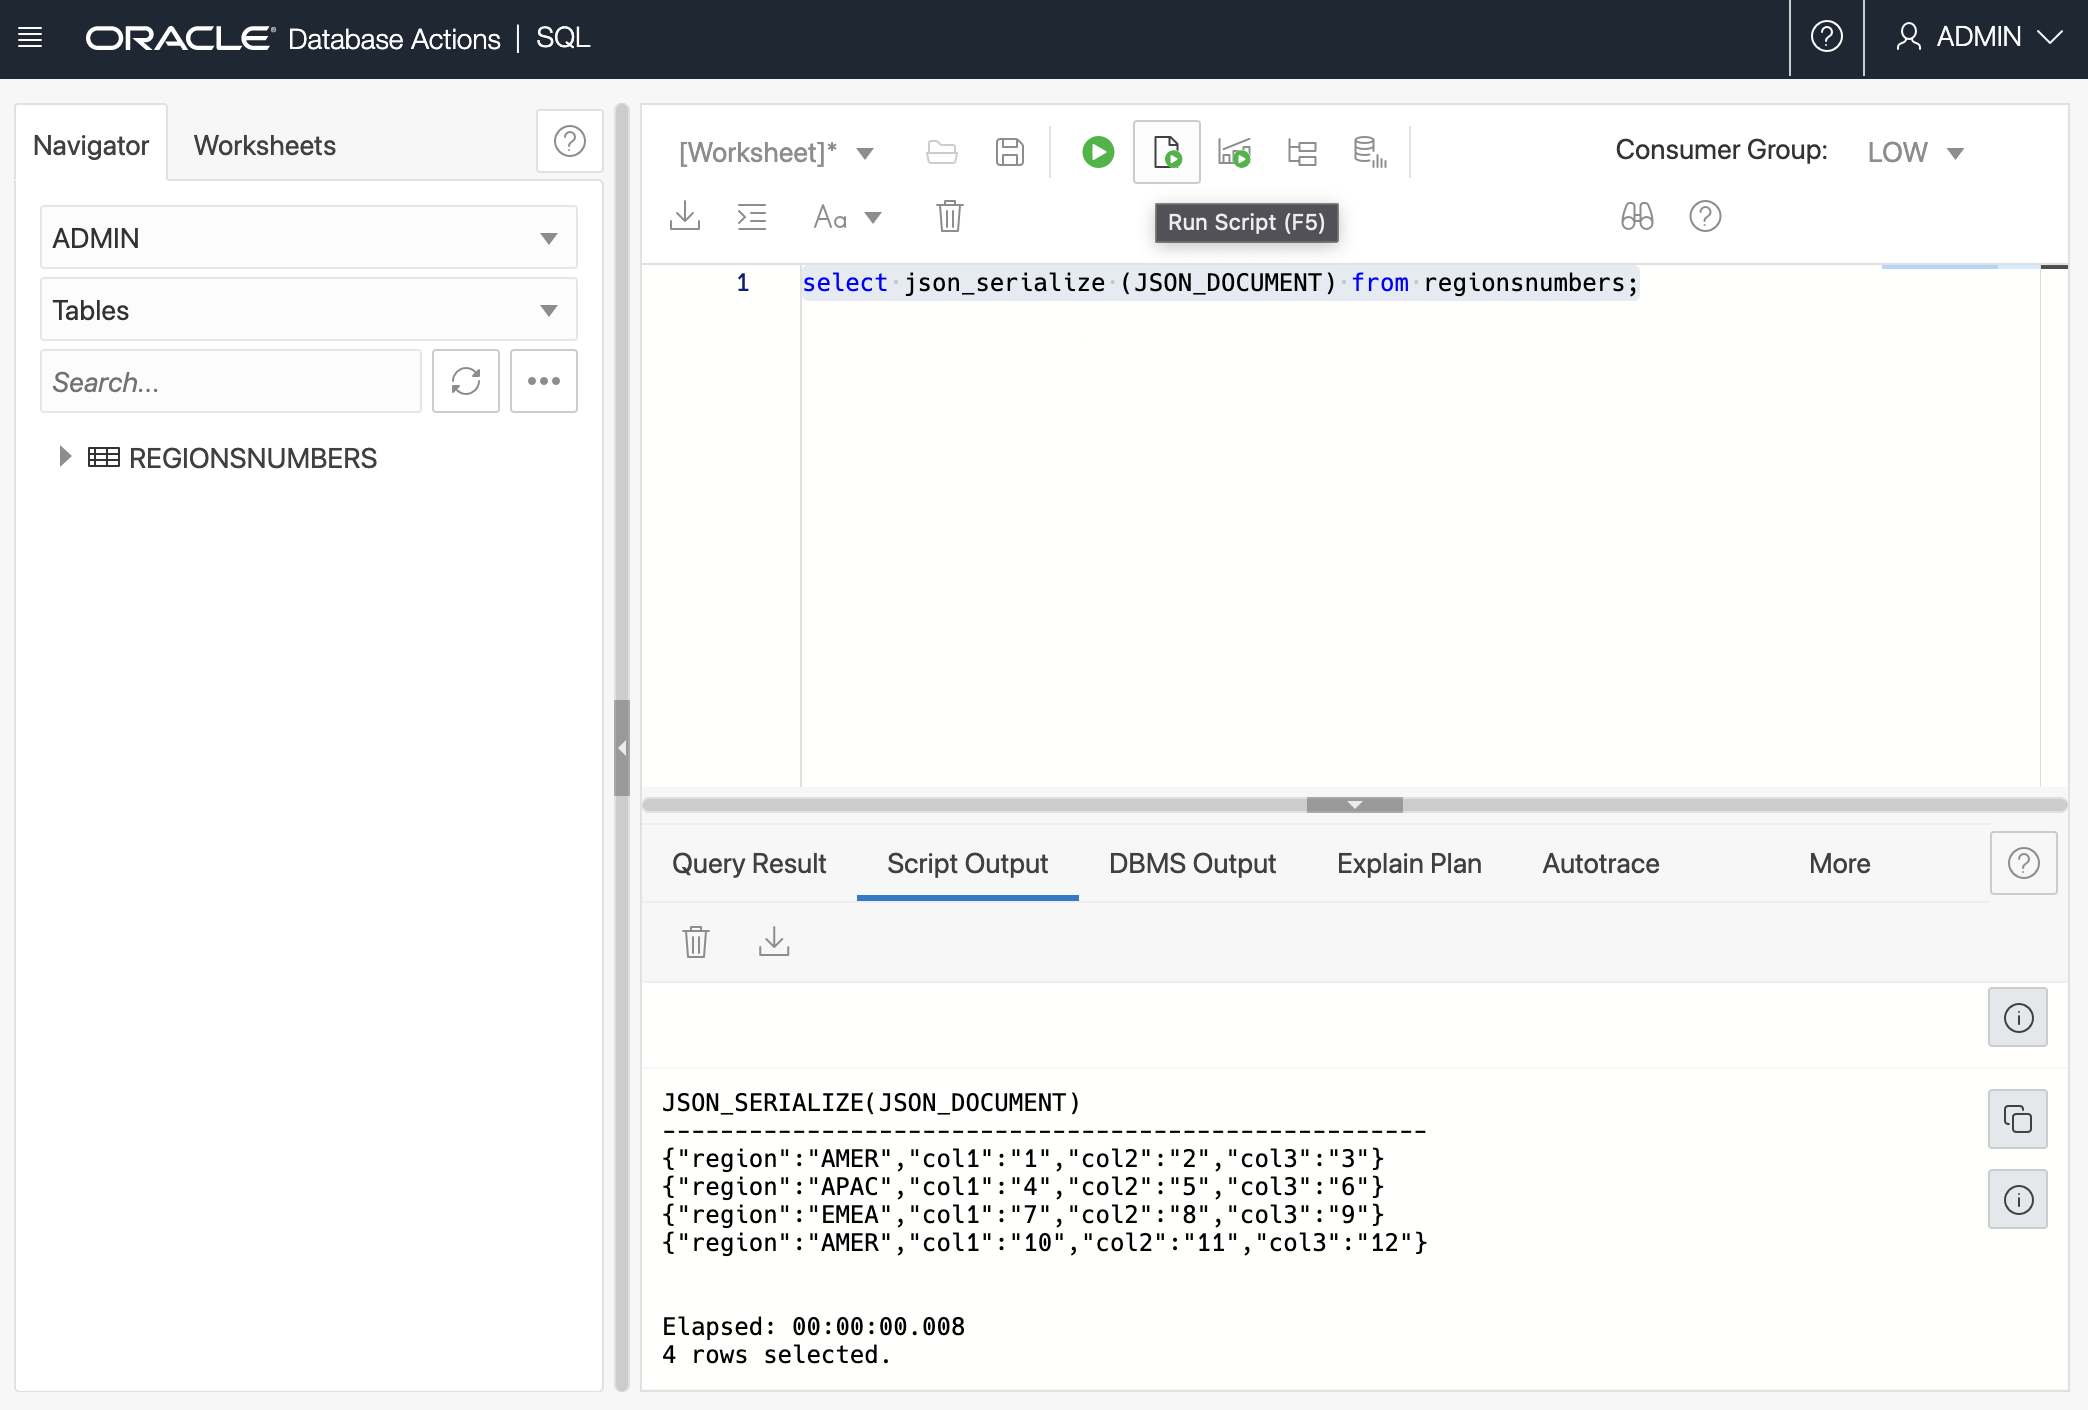 ORACLE Database Actions | SQL
ADMIN
Navigator
Worksheets
ADMIN
Tables
Search...
REGIONSNUMBERS
[Worksheet]*
Consumer Group: LOW
Aa
Run Script (F5)
1 select json_serialize (JSON_DOCUMENT) from regionsnumbers;
Query Result
Script Output
DBMS Output
Explain Plan
Autotrace
More
JSON_SERIALIZE(JSON_DOCUMENT)
-----------------------------------------------------
{"region":"AMER","col1":"1","col2":"2","col3":"3"}
{"region":"APAC","col1":"4","col2":"5","col3":"6"}
{"region":"EMEA","col1":"7","col2":"8","col3":"9"}
{"region":"AMER","col1":"10","col2":"11","col3":"12"}
Elapsed: 00:00:00.008
4 rows selected.